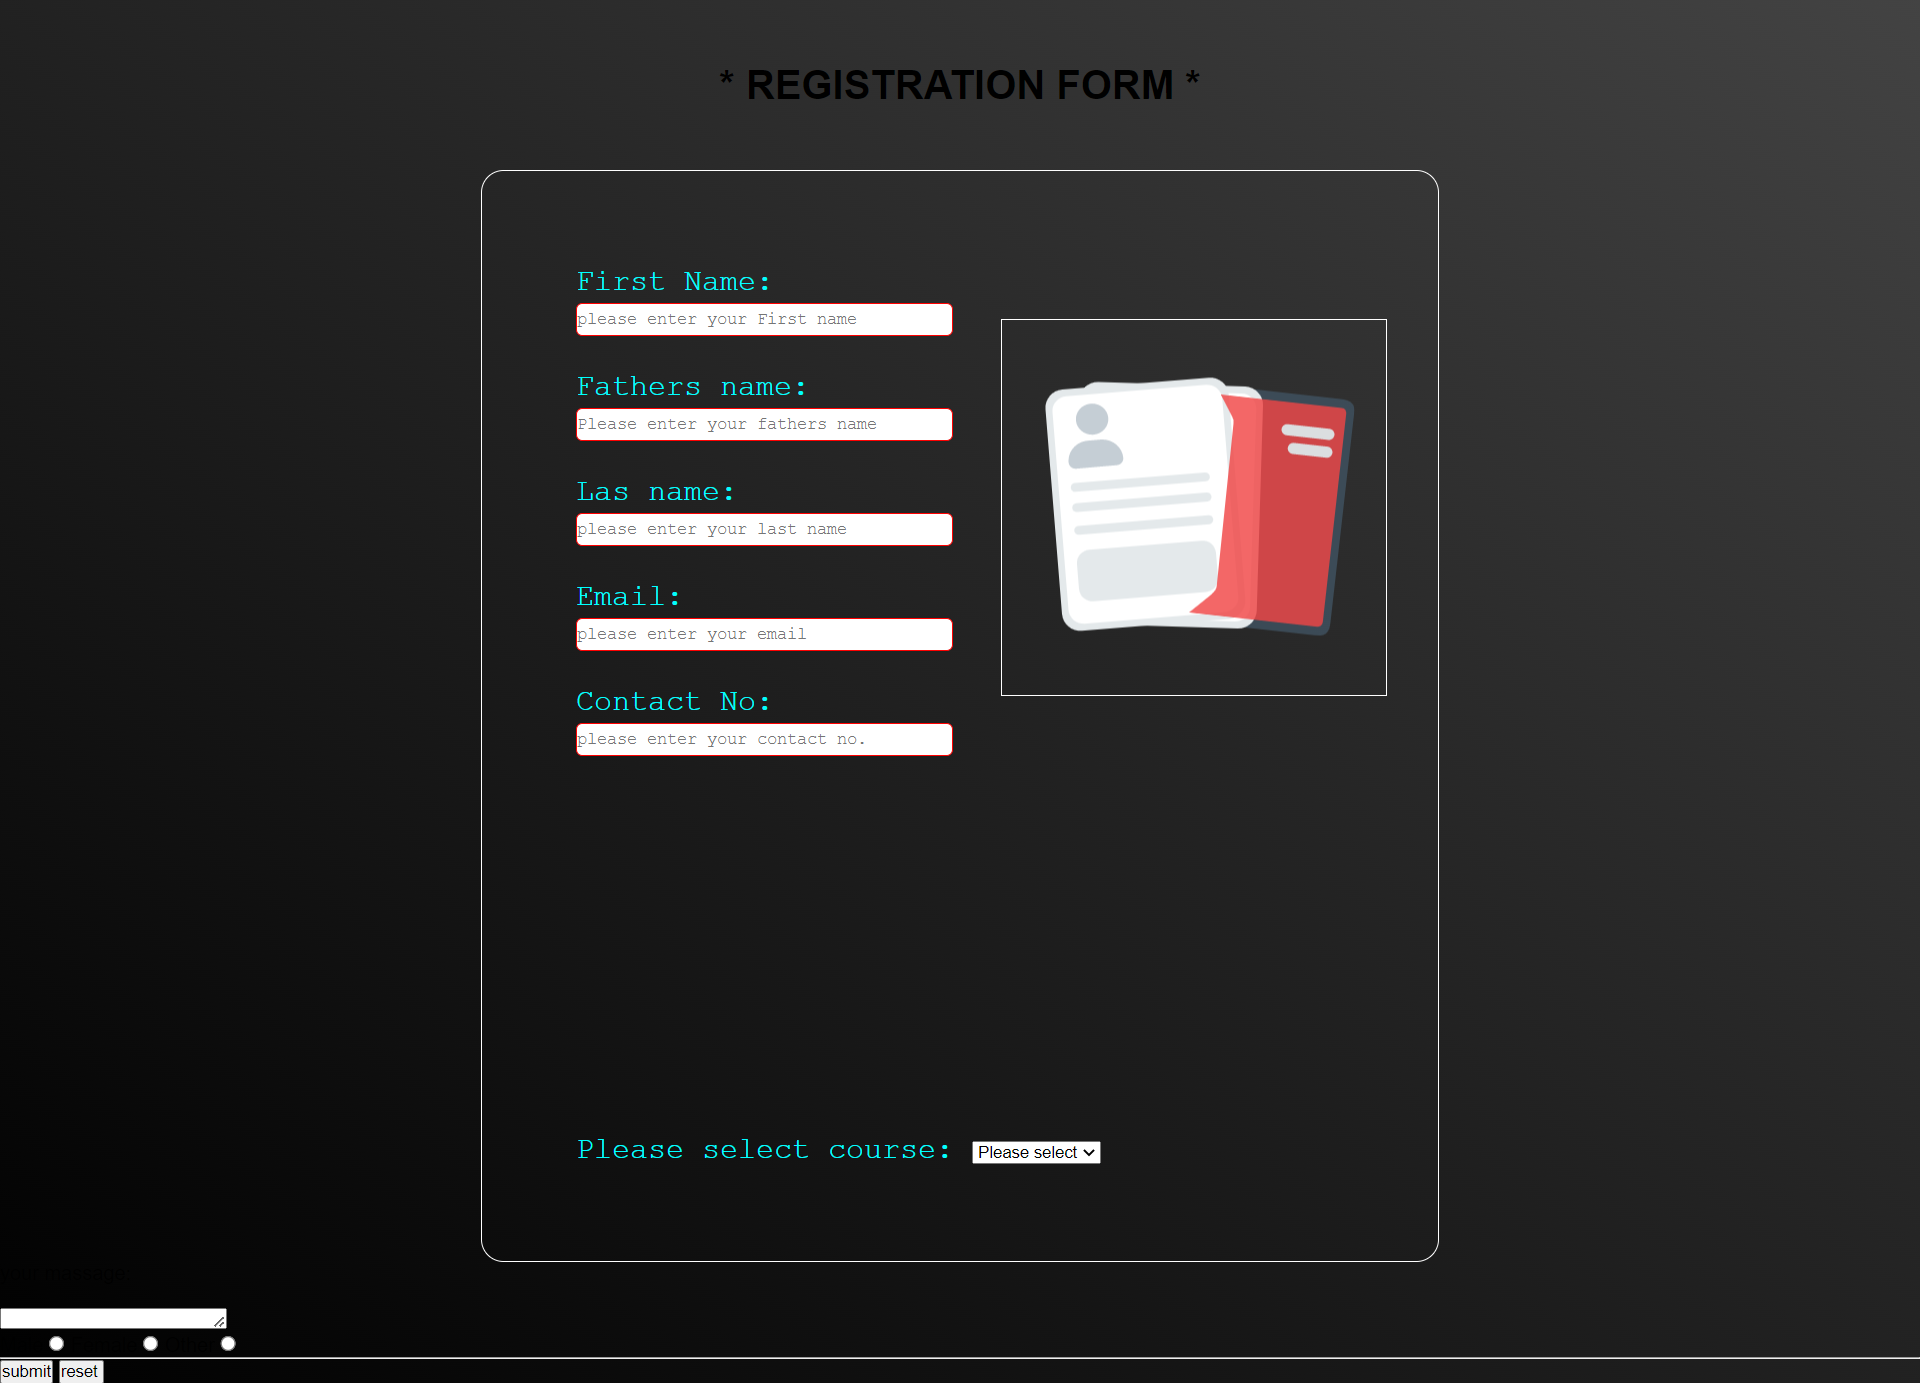 * REGISTRATION FORM *
First Name:
please enter your First name
Fathers name:
Please enter your fathers name
Las name:
please enter your last name
Email:
please enter your email
Contact No:
please enter your contact no.
Please select course: Please select
your message
submit reset